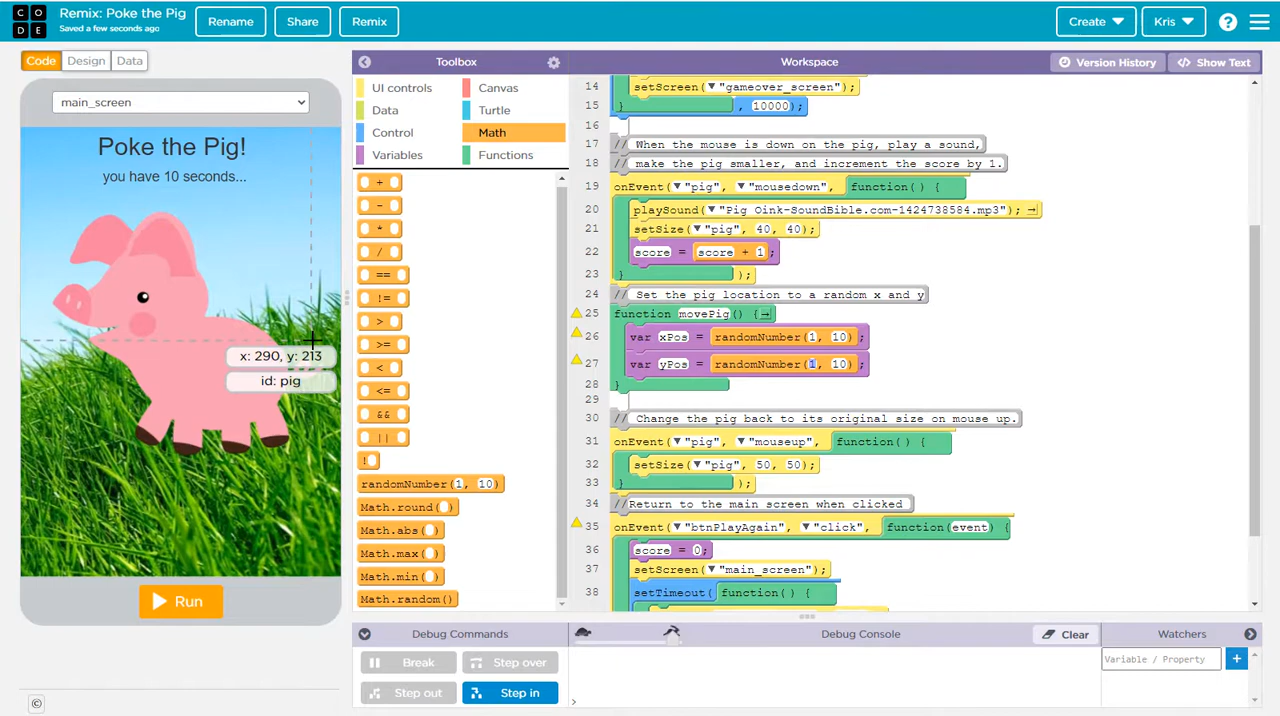 CO
DE
Remix: Poke the Pig
Saved a few seconds ago
Rename
Share
Remix
Create
Kris
?
Code
Design
Data
main_screen
Poke the Pig!
you have 10 seconds...
x: 290, y: 213
id: pig
Run
©
Toolbox
UI controls
Canvas
Data
Turtle
Control
Math
Variables
Functions
+
-
*
/
==
!=
>
>=
<
<=
&&
||
!
randomNumber(1, 10)
Math.round()
Math.abs()
Math.max()
Math.min()
Math.random()
Workspace
Version History
</> Show Text
14 setScreen("gameover_screen");
15 } , 10000);
16
17 // When the mouse is down on the pig, play a sound,
18 // make the pig smaller, and increment the score by 1.
19 onEvent("pig", "mousedown", function() {
20 playSound("Pig Oink-SoundBible.com-1424738584.mp3");
21 setSize("pig", 40, 40);
22 score = score + 1;
23 });
24 // Set the pig location to a random x and y
25 function movePig() {
26 var xPos = randomNumber(1, 10);
27 var yPos = randomNumber(1, 10);
28 }
29
30 // Change the pig back to its original size on mouse up.
31 onEvent("pig", "mouseup", function() {
32 setSize("pig", 50, 50);
33 });
34 //Return to the main screen when clicked
35 onEvent("btnPlayAgain", "click", function(event) {
36 score = 0;
37 setScreen("main_screen");
38 setTimeout( function() {
Debug Commands
Break
Step over
Step out
Step in
Debug Console
Clear
>
Watchers
Variable / Property
+